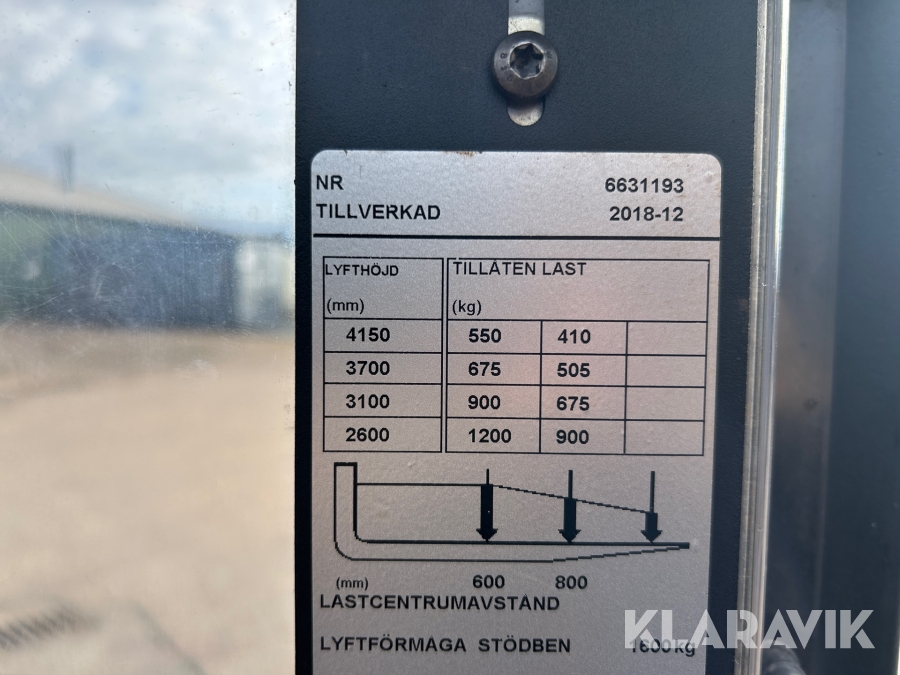 NR 6631193
TILLVERKAD 2018-12
LYFTHÖJD TILLÅTEN LAST
(mm) (kg)
4150 550 410
3700 675 505
3100 900 675
2600 1200 900
(mm) 600 800
LASTCENTRUMAVSTÅND
LYFTFÖRMÅGA STÖDBEN 1600kg
KLARAVIK